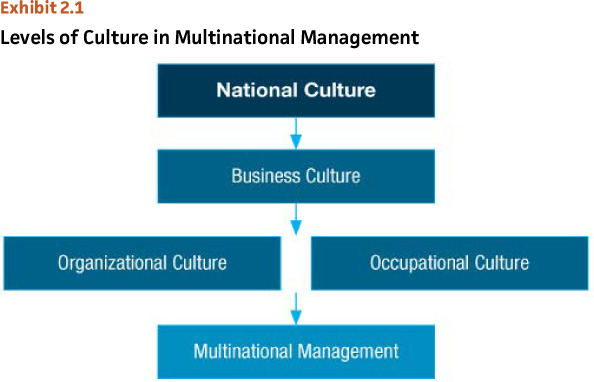 Exhibit 2.1
Levels of Culture in Multinational Management
National Culture
Business Culture
Organizational Culture
Occupational Culture
Multinational Management